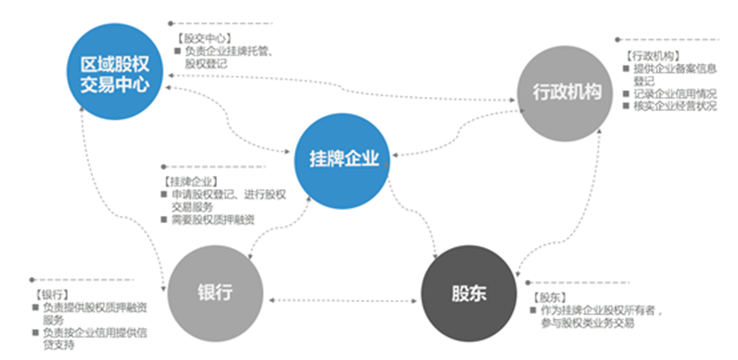 【股交中心】
■ 负责企业挂牌托管、
股权登记
区域股权
交易中心
【行政机构】
■ 提供企业备案信息
登记
■ 记录企业信用情况
■ 核实企业经营状况
行政机构
挂牌企业
【挂牌企业】
■ 申请股权登记、进行股权
交易服务
■ 需要股权质押融资
银行
股东
【银行】
■ 负责提供股权质押融资
服务
■ 负责按企业信用提供信
贷支持
【股东】
■ 作为挂牌企业股权所有者，
参与股权类业务交易